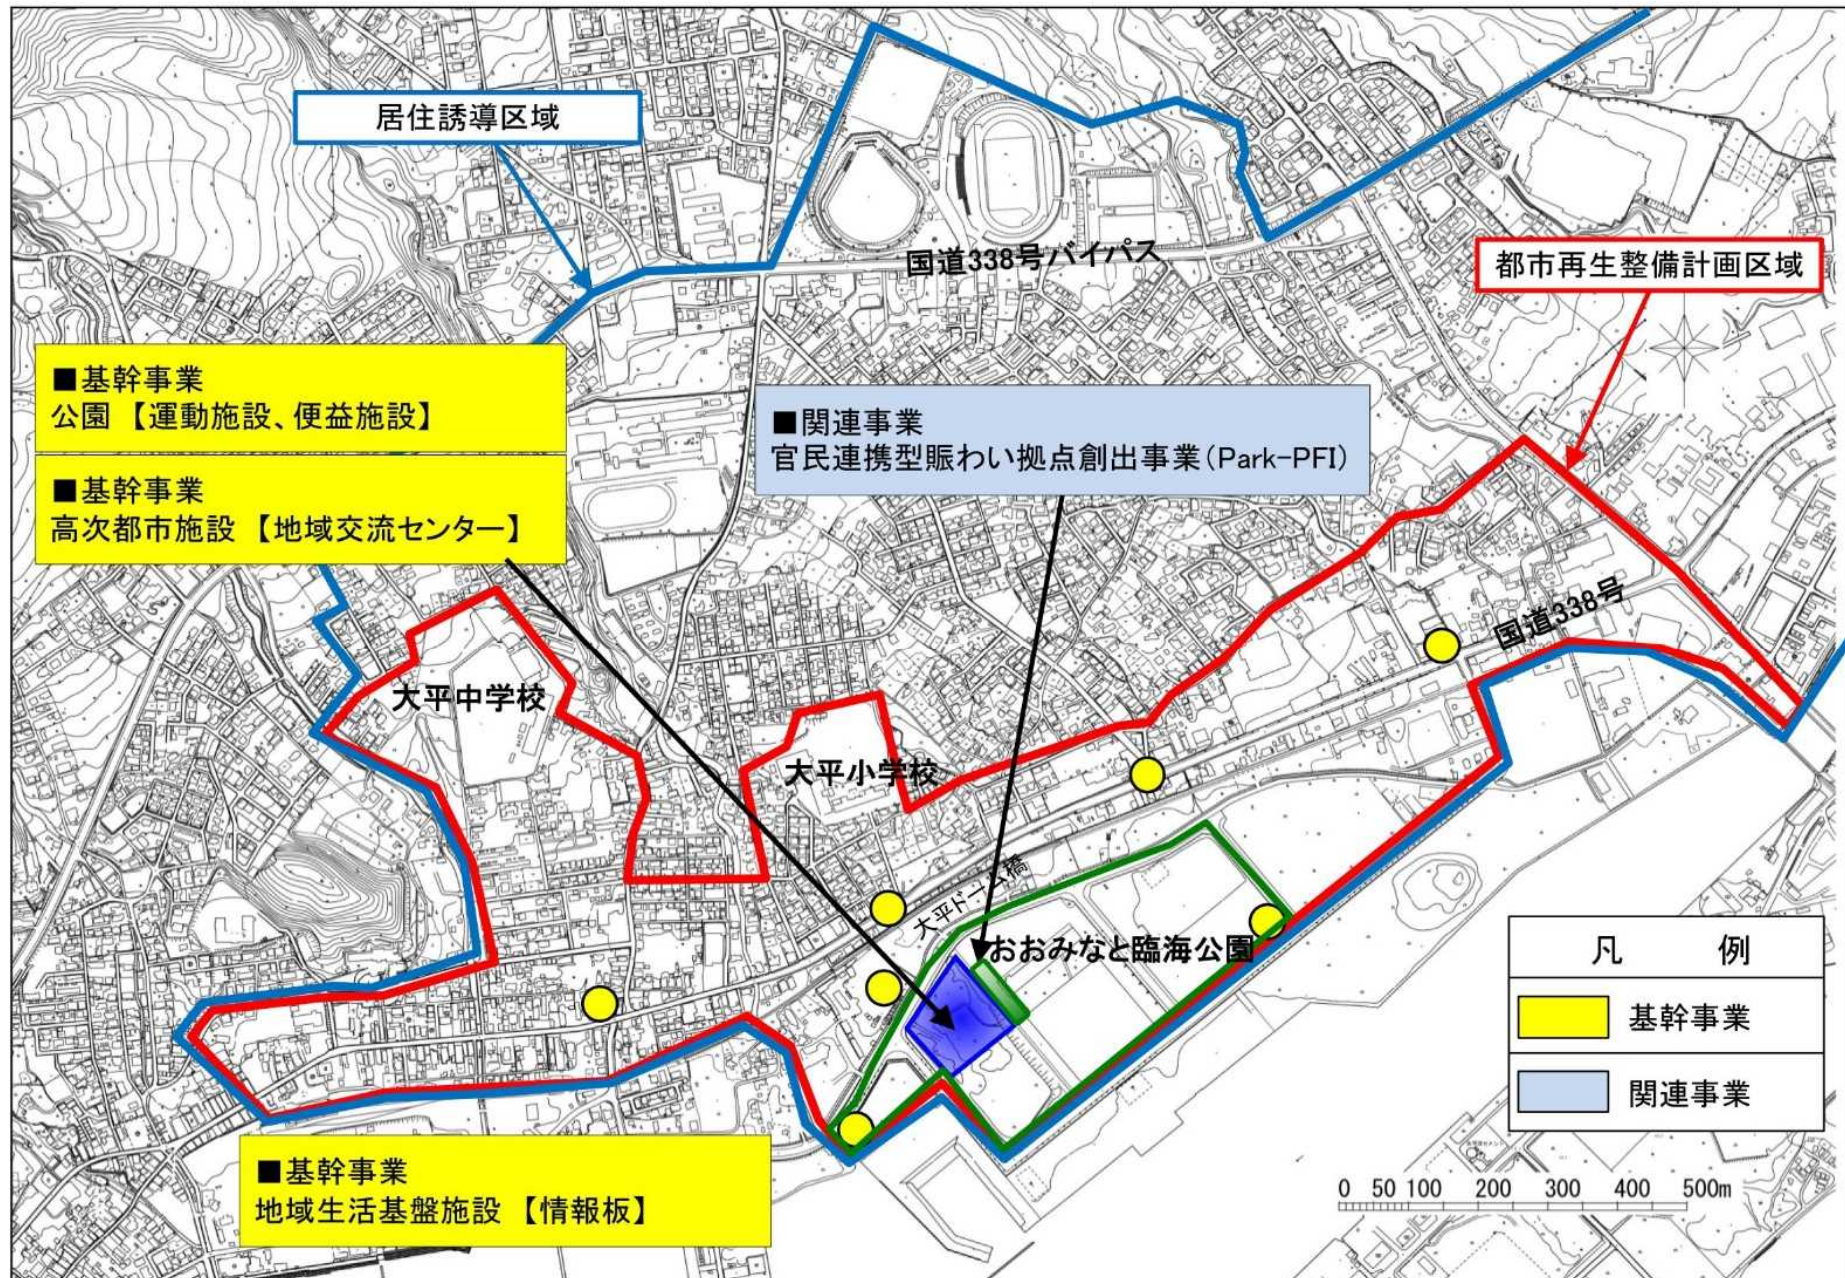 居住誘導区域
国道338号バイパス
都市再生整備計画区域
■基幹事業
公園 【運動施設、便益施設】
■基幹事業
高次都市施設 【地域交流センター】
■関連事業
官民連携型賑わい拠点創出事業(Park-PFI)
国道338号
大平中学校
大平小学校
大平ドーム橋
おおみなと臨海公園
■基幹事業
地域生活基盤施設 【情報板】
凡 例
基幹事業
関連事業
0 50 100 200 300 400 500m